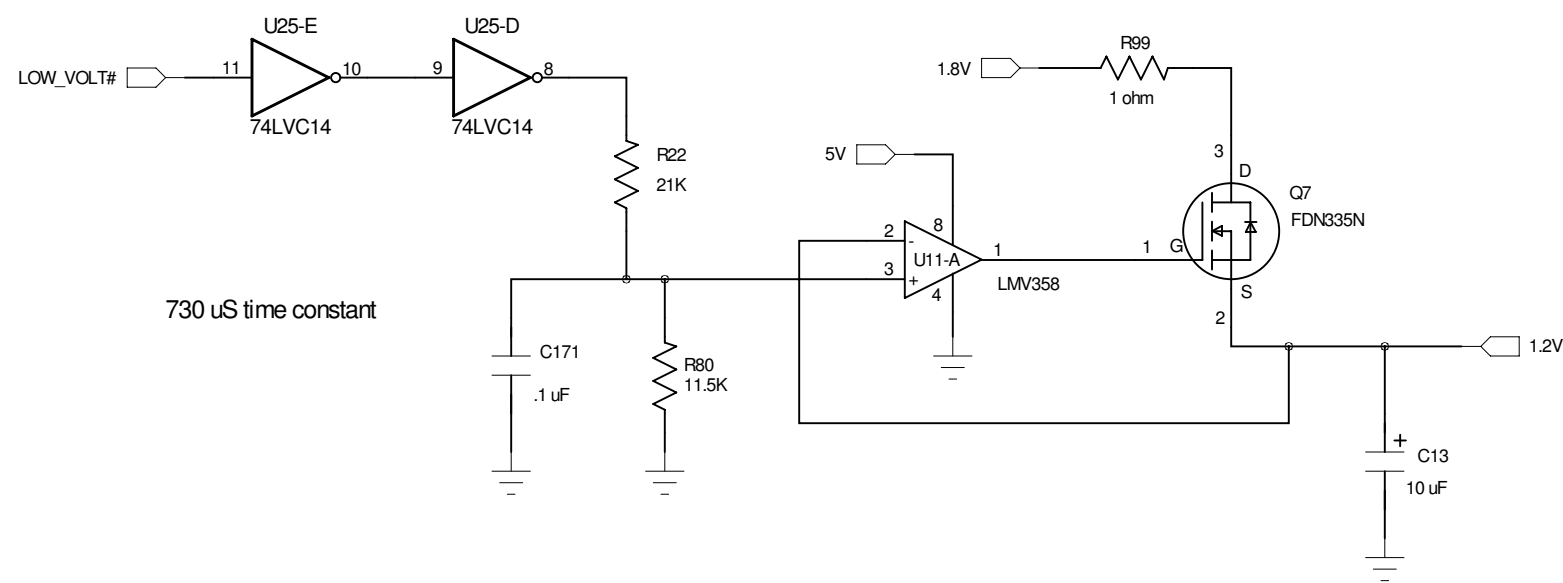 U25-E
U25-D
LOW_VOLT#
11
10
9
8
74LVC14
74LVC14
R99
1.8V
1 ohm
R22
21K
5V
3
D
Q7
FDN335N
2
-
8
U11-A
1
1
G
3
+
4
LMV358
S
2
730 uS time constant
1.2V
C171
.1 uF
R80
11.5K
+
C13
10 uF